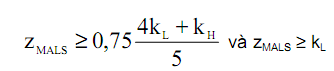 z_MALS ≥ 0,75 (4k_L + k_H)/5 và z_MALS ≥ k_L